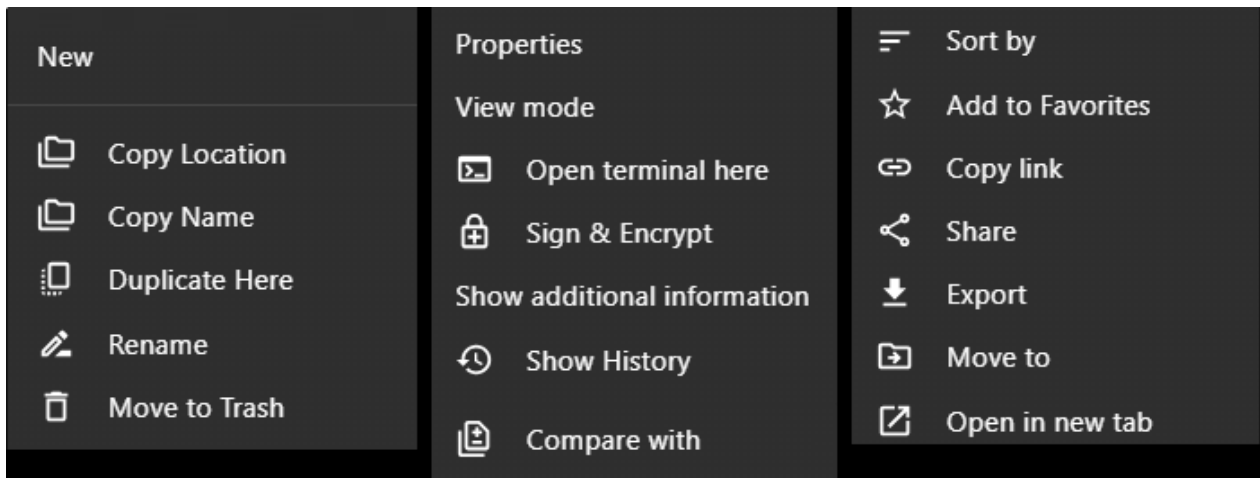 New
Copy Location
Copy Name
Duplicate Here
Rename
Move to Trash
Properties
View mode
Open terminal here
Sign & Encrypt
Show additional information
Show History
Compare with
Sort by
Add to Favorites
Copy link
Share
Export
Move to
Open in new tab